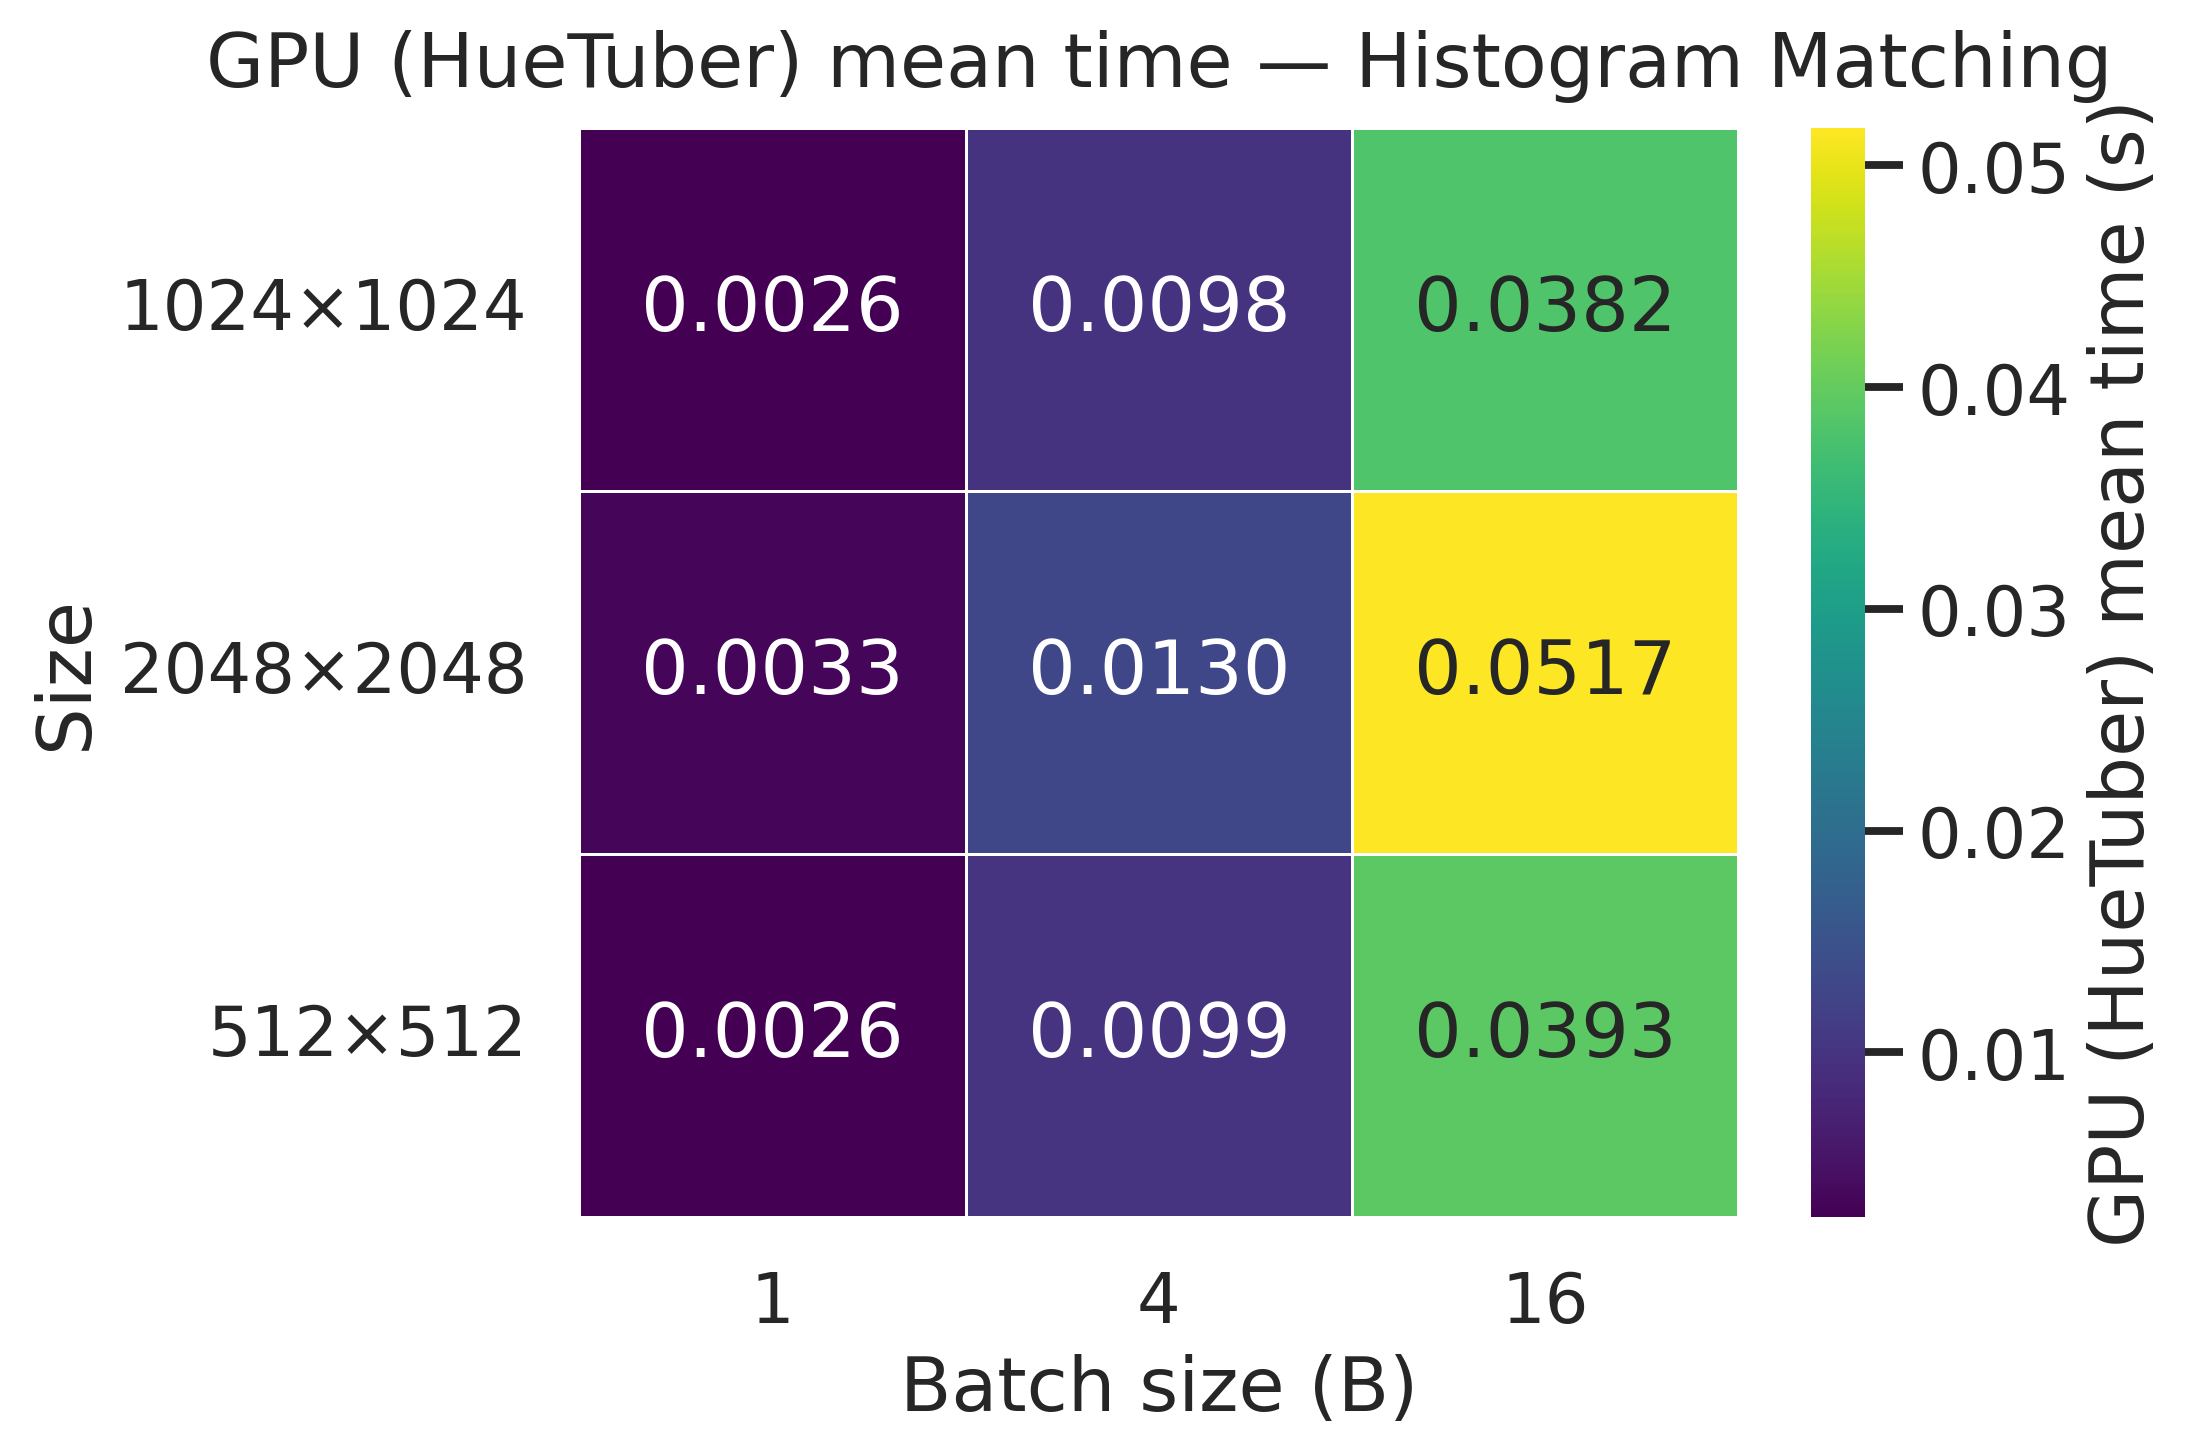 GPU (HueTuber) mean time — Histogram Matching
Size
1024×1024 0.0026 0.0098 0.0382
2048×2048 0.0033 0.0130 0.0517
512×512 0.0026 0.0099 0.0393
1 4 16
Batch size (B)
0.05
0.04
0.03
0.02
0.01
GPU (HueTuber) mean time (s)